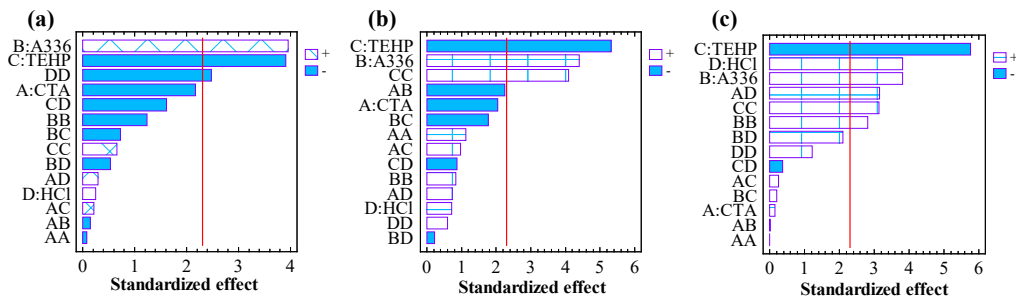 (a)
B:A336
C:TEHP
DD
A:CTA
CD
BB
BC
CC
BD
AD
D:HCl
AC
AB
AA
0 1 2 3 4
Standardized effect
+
-
(b)
C:TEHP
B:A336
CC
AB
A:CTA
BC
AA
AC
CD
BB
AD
D:HCl
DD
BD
0 1 2 3 4 5 6
Standardized effect
+
-
(c)
C:TEHP
D:HCl
B:A336
AD
CC
BB
BD
DD
CD
AC
BC
A:CTA
AB
AA
0 1 2 3 4 5 6
Standardized effect
+
-